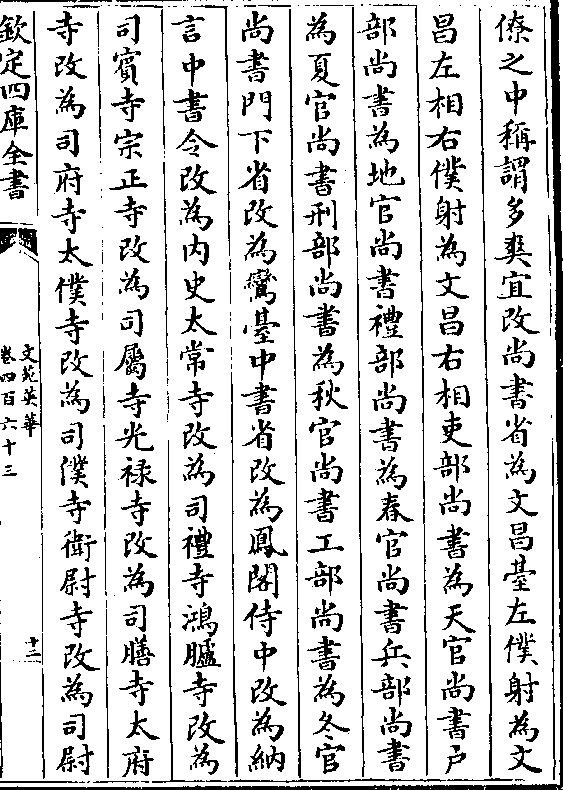 僚之中稱謂多爽宜改尚書省為文昌臺左僕射為文
昌左相右僕射為文昌右相吏部尚書為天官尚書户
部尚書為地官尚書禮部尚書為春官尚書兵部尚書
為夏官尚書刑部尚書為秋官尚書工部尚書為冬官
尚書門下省改為鸞臺中書省改為鳳閣侍中改為納
言中書令改為内史太常寺改為司禮寺鴻臚寺改為
司賓寺宗正寺改為司屬寺光禄寺改為司膳寺太府
寺改為司府寺太僕寺改為司僕寺衛尉寺改為司尉
欽定四庫全書
文苑英華
卷四百六十三
十二